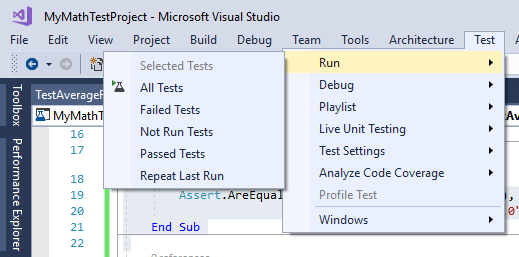 MyMathTestProject - Microsoft Visual Studio
File Edit View Project Build Debug Team Tools Architecture Test
Selected Tests
All Tests
Failed Tests
Not Run Tests
Passed Tests
Repeat Last Run
Run
Debug
Playlist
Live Unit Testing
Test Settings
Analyze Code Coverage
Profile Test
Windows
Toolbox
Performance Explorer
TestAverageF
MyMathT
16
17
18
19 Assert.AreEqual
20
21 End Sub
22